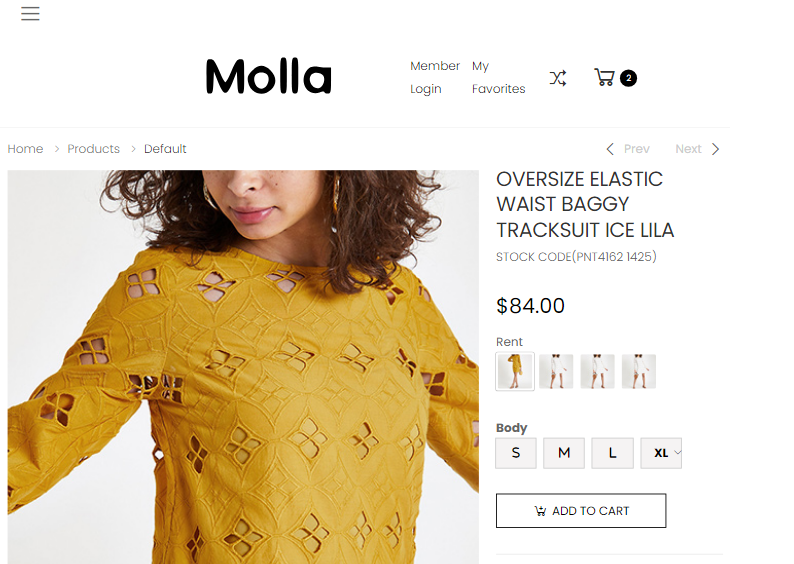 Molla
Member Login
My Favorites
2
Home > Products > Default
Prev Next
OVERSIZE ELASTIC
WAIST BAGGY
TRACKSUIT ICE LILA
STOCK CODE(PNT4162 1425)
$84.00
Rent
Body
S M L XL
ADD TO CART